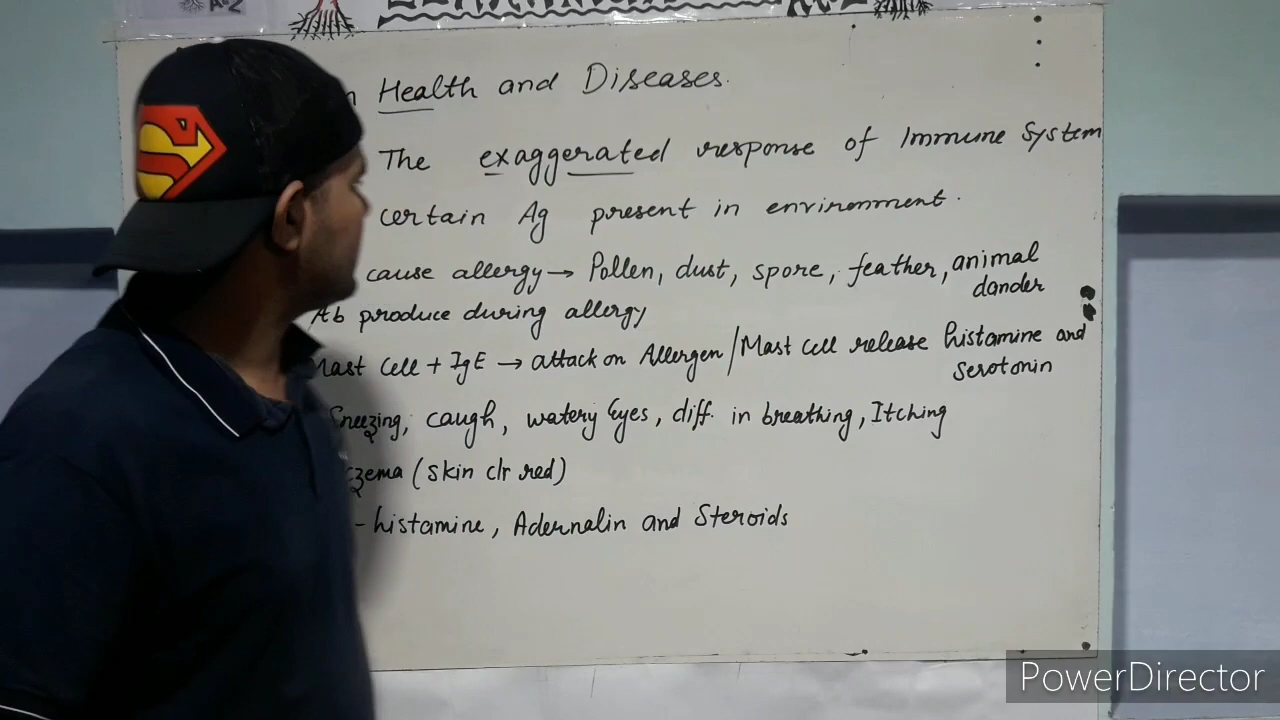 A2
Health and Diseases.
The exaggerated response of Immune System
certain Ag present in environment.
cause allergy → Pollen, dust, spore, feather, animal dander
Ab produce during allergy
Mast Cell + IgE → attack on Allergen / Mast cell release histamine and serotonin
Sneezing, caugh, watery Eyes, diff. in breathing, Itching
czema (skin clr red)
- histamine, Adernalin and Steroids
PowerDirector